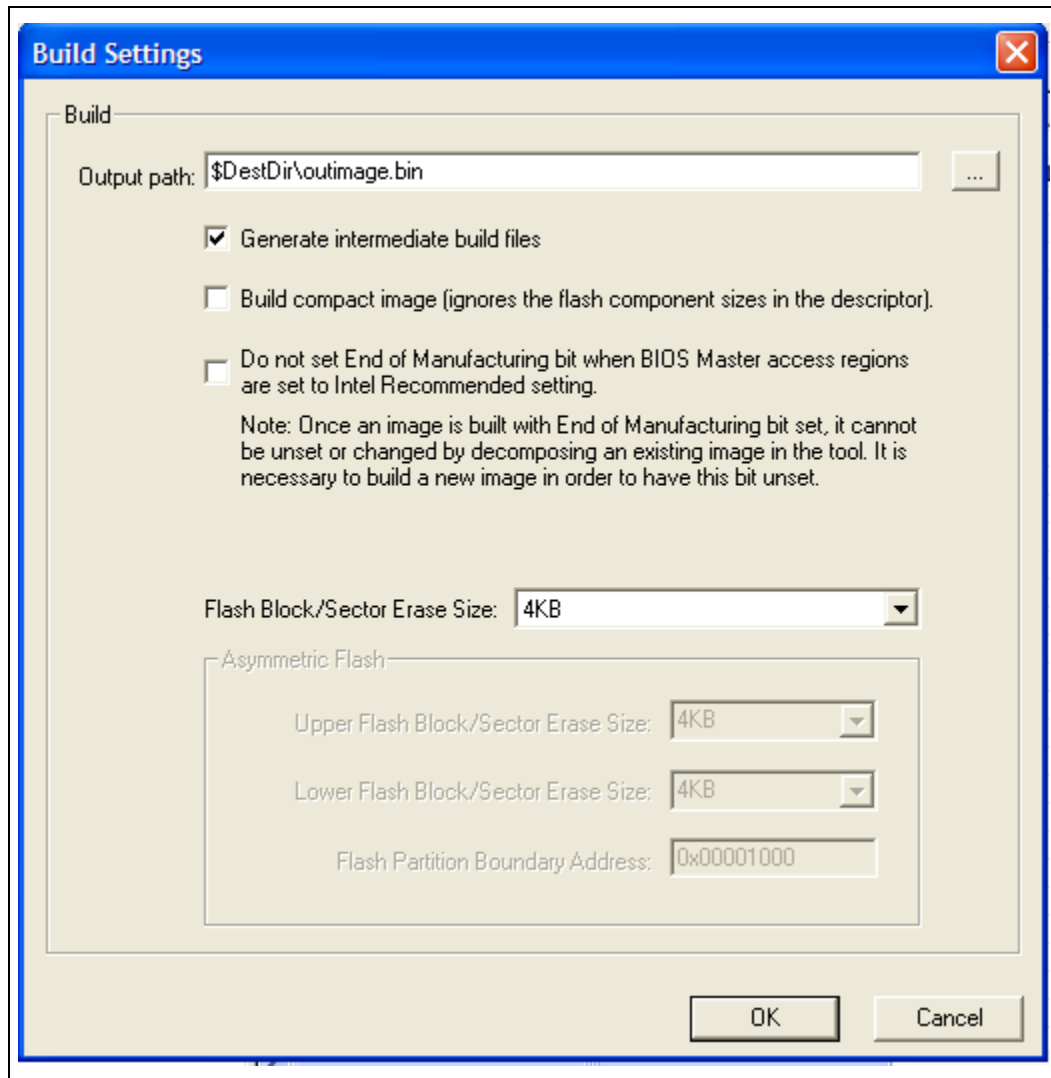 Build Settings
Build
Output path: $DestDir\outimage.bin ...
Generate intermediate build files
Build compact image (ignores the flash component sizes in the descriptor).
Do not set End of Manufacturing bit when BIOS Master access regions
are set to Intel Recommended setting.
Note: Once an image is built with End of Manufacturing bit set, it cannot
be unset or changed by decomposing an existing image in the tool. It is
necessary to build a new image in order to have this bit unset.
Flash Block/Sector Erase Size: 4KB
Asymmetric Flash
Upper Flash Block/Sector Erase Size: 4KB
Lower Flash Block/Sector Erase Size: 4KB
Flash Partition Boundary Address: 0x00001000
OK Cancel